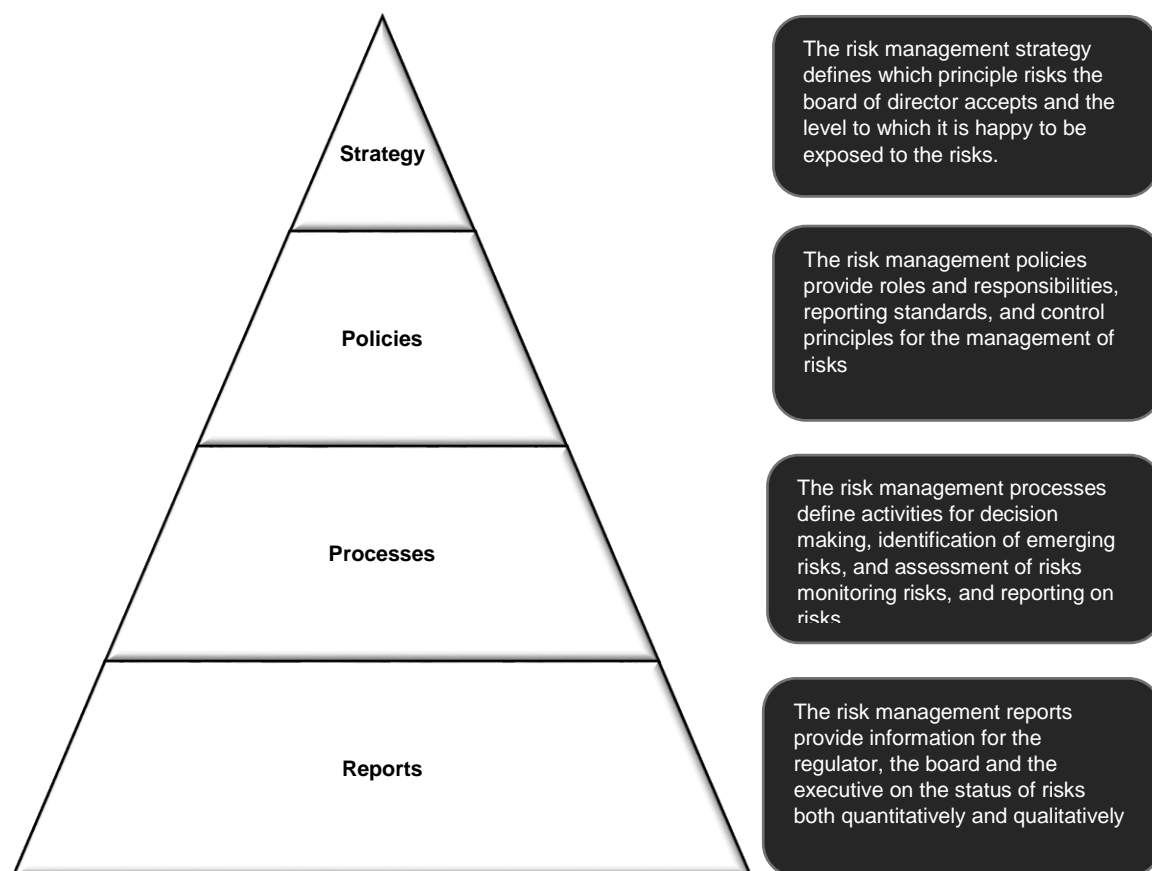 Strategy
The risk management strategy
defines which principle risks the
board of director accepts and the
level to which it is happy to be
exposed to the risks.
Policies
The risk management policies
provide roles and responsibilities,
reporting standards, and control
principles for the management of
risks
Processes
The risk management processes
define activities for decision
making, identification of emerging
risks, and assessment of risks
monitoring risks, and reporting on
risks
Reports
The risk management reports
provide information for the
regulator, the board and the
executive on the status of risks
both quantitatively and qualitatively